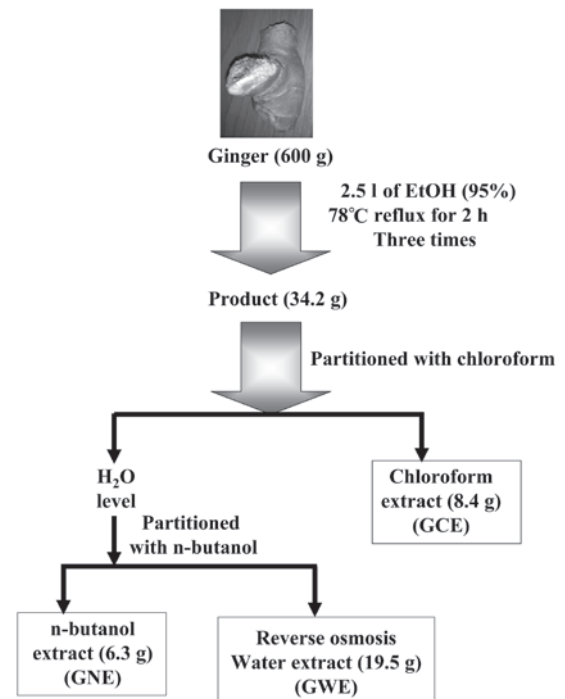 Ginger (600 g)
2.5 l of EtOH (95%)
78℃ reflux for 2 h
Three times
Product (34.2 g)
Partitioned with chloroform
H₂O
level
Chloroform
extract (8.4 g)
(GCE)
Partitioned
with n-butanol
n-butanol
extract (6.3 g)
(GNE)
Reverse osmosis
Water extract (19.5 g)
(GWE)